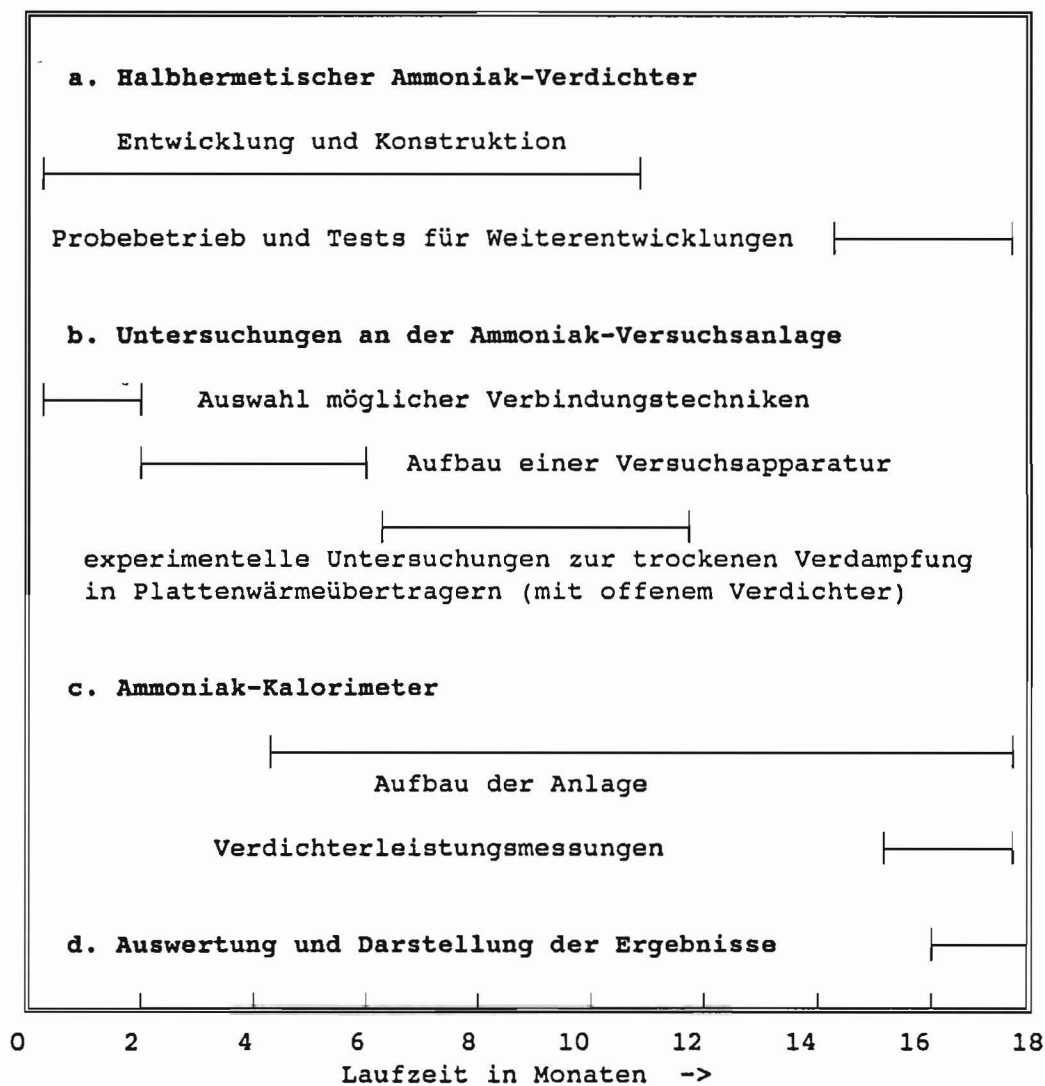 a. Halbhermetischer Ammoniak-Verdichter
Entwicklung und Konstruktion
Probebetrieb und Tests für Weiterentwicklungen
b. Untersuchungen an der Ammoniak-Versuchsanlage
Auswahl möglicher Verbindungstechniken
Aufbau einer Versuchsapparatur
experimentelle Untersuchungen zur trockenen Verdampfung
in Plattenwärmeübertragern (mit offenem Verdichter)
c. Ammoniak-Kalorimeter
Aufbau der Anlage
Verdichterleistungsmessungen
d. Auswertung und Darstellung der Ergebnisse
0 2 4 6 8 10 12 14 16 18
Laufzeit in Monaten ->